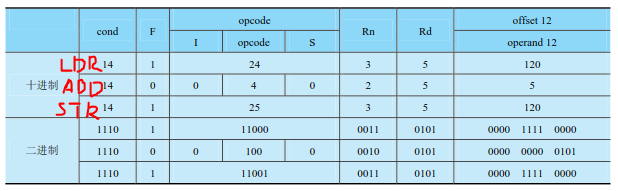 cond F opcode Rn Rd offset 12
I opcode S operand 12
十进制
LDR 14 1 24 3 5 120
ADD 14 0 0 4 0 2 5 5
STR 14 1 25 3 5 120
二进制
1110 1 11000 0011 0101 0000 1111 0000
1110 0 0 100 0 0010 0101 0000 0000 0101
1110 1 11001 0011 0101 0000 1111 0000